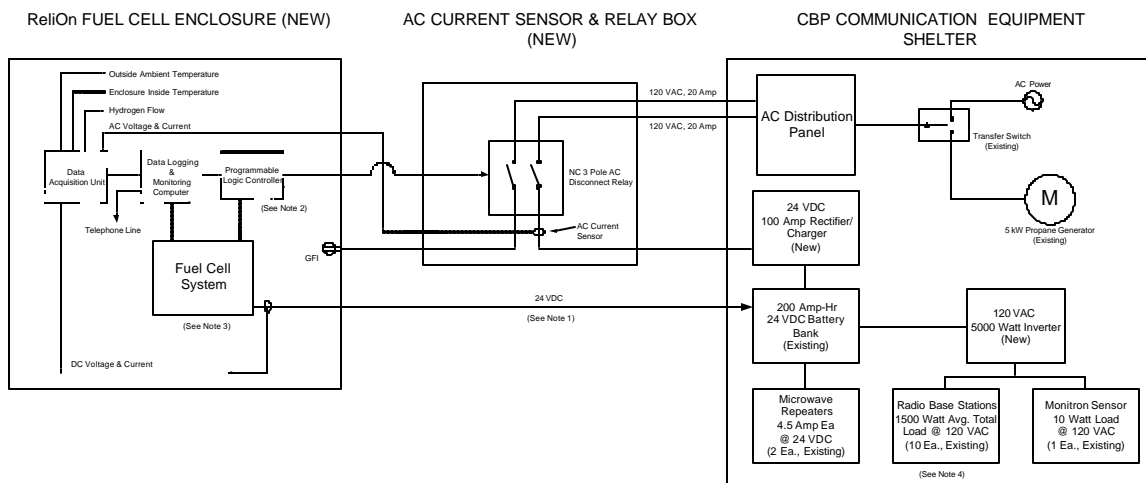 ReliOn FUEL CELL ENCLOSURE (NEW)
AC CURRENT SENSOR & RELAY BOX
(NEW)
CBP COMMUNICATION EQUIPMENT
SHELTER
Outside Ambient Temperature
Enclosure Inside Temperature
Hydrogen Flow
AC Voltage & Current
Data
Acquisition Unit
Data Logging
&
Monitoring
Computer
Programmable
Logic Controller
(See Note 2)
Telephone Line
Fuel Cell
System
(See Note 3)
DC Voltage & Current
GFI
NC 3 Pole AC
Disconnect Relay
AC Current
Sensor
120 VAC, 20 Amp
120 VAC, 20 Amp
24 VDC
(See Note 1)
AC Distribution
Panel
AC Power
Transfer Switch
(Existing)
M
5 kW Propane Generator
(Existing)
24 VDC
100 Amp Rectifier/
Charger
(New)
200 Amp-Hr
24 VDC Battery
Bank
(Existing)
120 VAC
5000 Watt Inverter
(New)
Microwave
Repeaters
4.5 Amp Ea
@ 24 VDC
(2 Ea., Existing)
Radio Base Stations
1500 Watt Avg. Total
Load @ 120 VAC
(10 Ea., Existing)
(See Note 4)
Monitron Sensor
10 Watt Load
@ 120 VAC
(1 Ea., Existing)